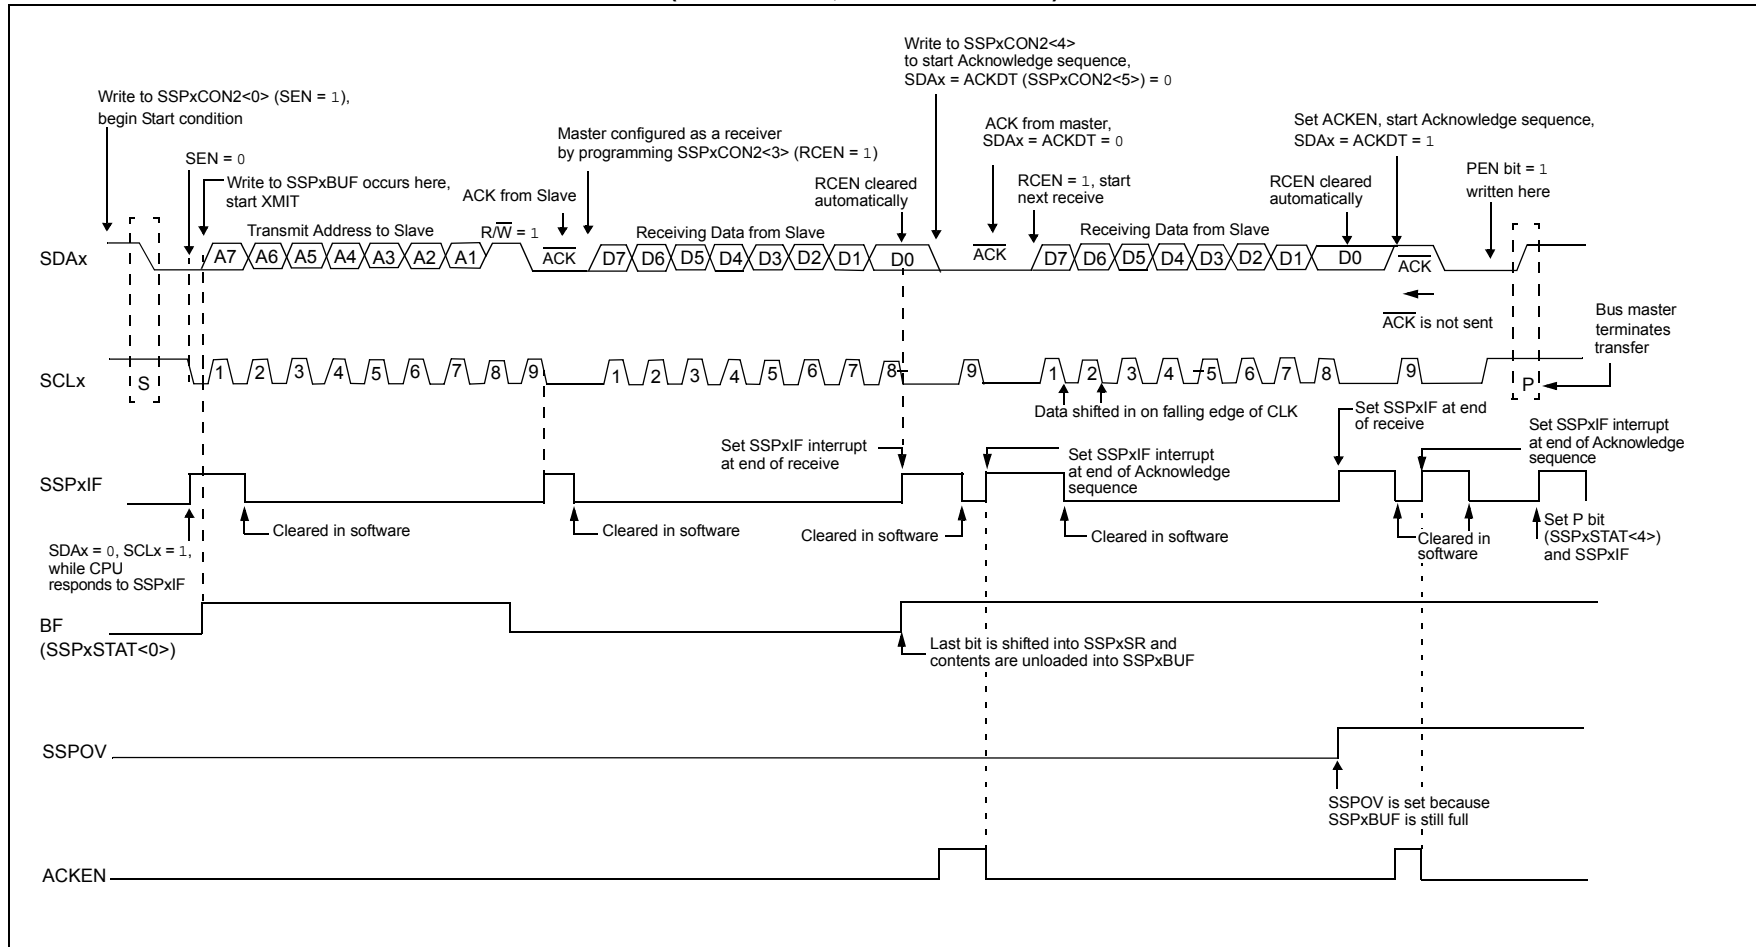 Write to SSPxCON2<4>
to start Acknowledge sequence,
SDAx = ACKDT (SSPxCON2<5>) = 0
Write to SSPxCON2<0> (SEN = 1),
begin Start condition
ACK from master,
SDAx = ACKDT = 0
Set ACKEN, start Acknowledge sequence,
SDAx = ACKDT = 1
Master configured as a receiver
by programming SSPxCON2<3> (RCEN = 1)
SEN = 0
Write to SSPxBUF occurs here,
start XMIT
ACK from Slave
RCEN cleared
automatically
RCEN = 1, start
next receive
RCEN cleared
automatically
PEN bit = 1
written here
Transmit Address to Slave
R/W = 1
Receiving Data from Slave
Receiving Data from Slave
SDAx
A7 A6 A5 A4 A3 A2 A1
ACK
D7 D6 D5 D4 D3 D2 D1 D0
ACK
D7 D6 D5 D4 D3 D2 D1 D0
ACK
ACK is not sent
Bus master
terminates
transfer
SCLx
S
1 2 3 4 5 6 7 8 9
1 2 3 4 5 6 7 8 9
1 2 3 4 5 6 7 8 9
P
Data shifted in on falling edge of CLK
Set SSPxIF at end
of receive
Set SSPxIF interrupt
at end of receive
Set SSPxIF interrupt
at end of Acknowledge
sequence
Set SSPxIF interrupt
at end of Acknowledge
sequence
SSPxIF
Cleared in software
Cleared in software
Cleared in software
Cleared in software
Cleared in
software
Set P bit
(SSPxSTAT<4>)
and SSPxIF
SDAx = 0, SCLx = 1,
while CPU
responds to SSPxIF
BF
(SSPxSTAT<0>)
Last bit is shifted into SSPxSR and
contents are unloaded into SSPxBUF
SSPOV
SSPOV is set because
SSPxBUF is still full
ACKEN